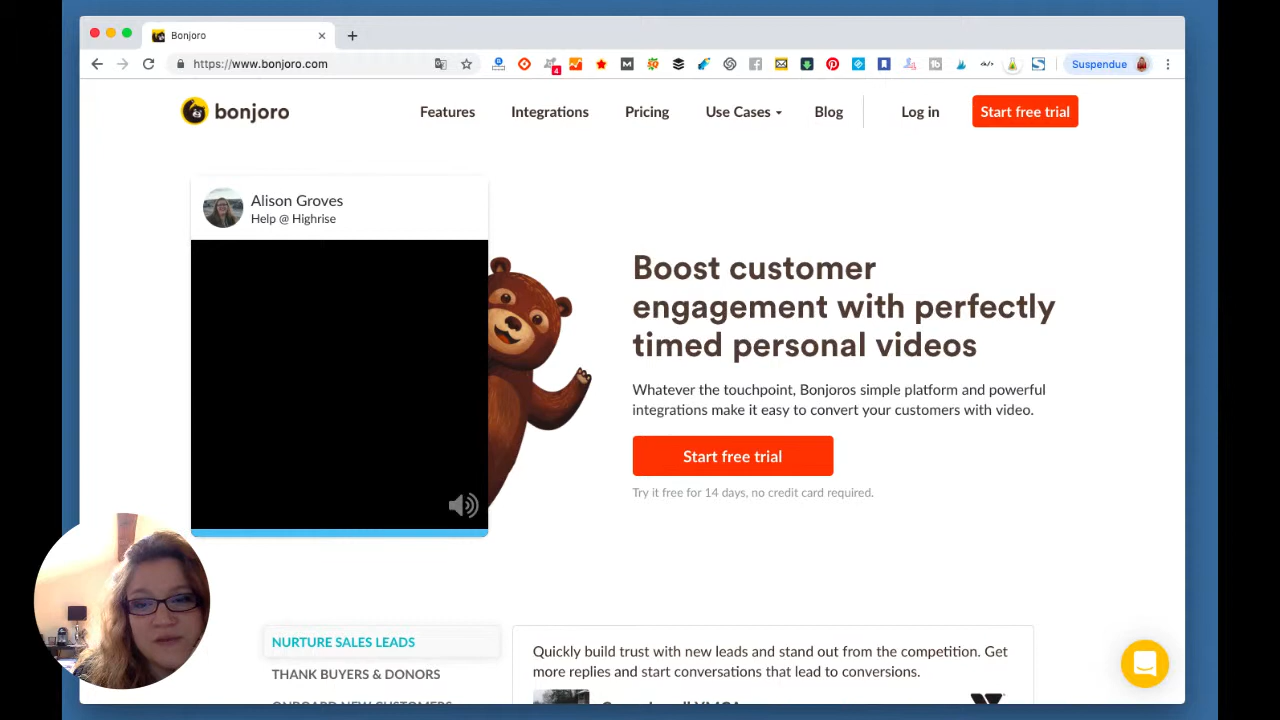 Bonjoro
https://www.bonjoro.com
4
Suspendue
bonjoro
Features
Integrations
Pricing
Use Cases
Blog
Log in
Start free trial
Alison Groves
Help @ Highrise
Boost customer
engagement with perfectly
timed personal videos
Whatever the touchpoint, Bonjoros simple platform and powerful
integrations make it easy to convert your customers with video.
Start free trial
Try it free for 14 days, no credit card required.
NURTURE SALES LEADS
THANK BUYERS & DONORS
ONBOARD NEW CUSTOMERS
Quickly build trust with new leads and stand out from the competition. Get
more replies and start conversations that lead to conversions.